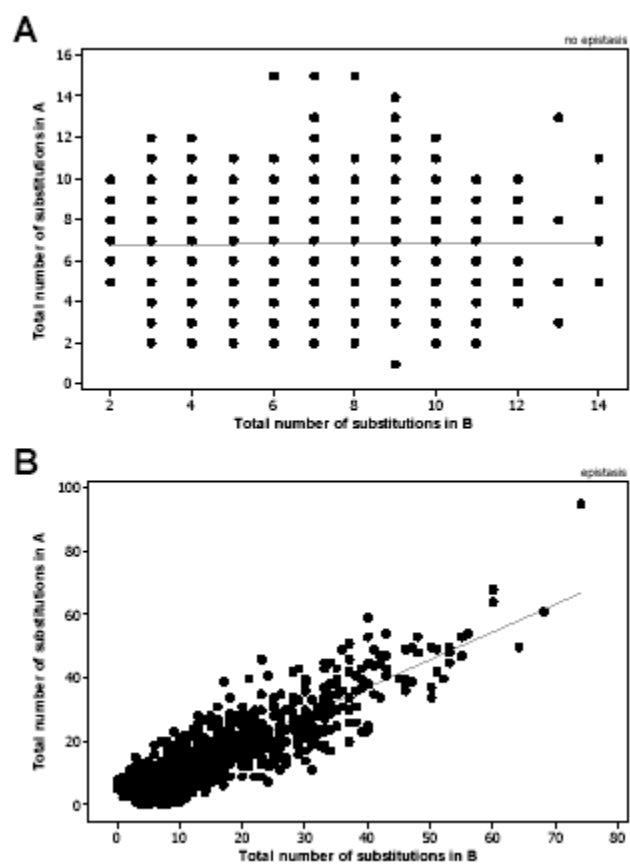 A
no epistasis
16
14
12
10
8
6
4
2
0
Total number of substitutions in A
2 4 6 8 10 12 14
Total number of substitutions in B
B
epistasis
100
80
60
40
20
0
Total number of substitutions in A
0 10 20 30 40 50 60 70 80
Total number of substitutions in B